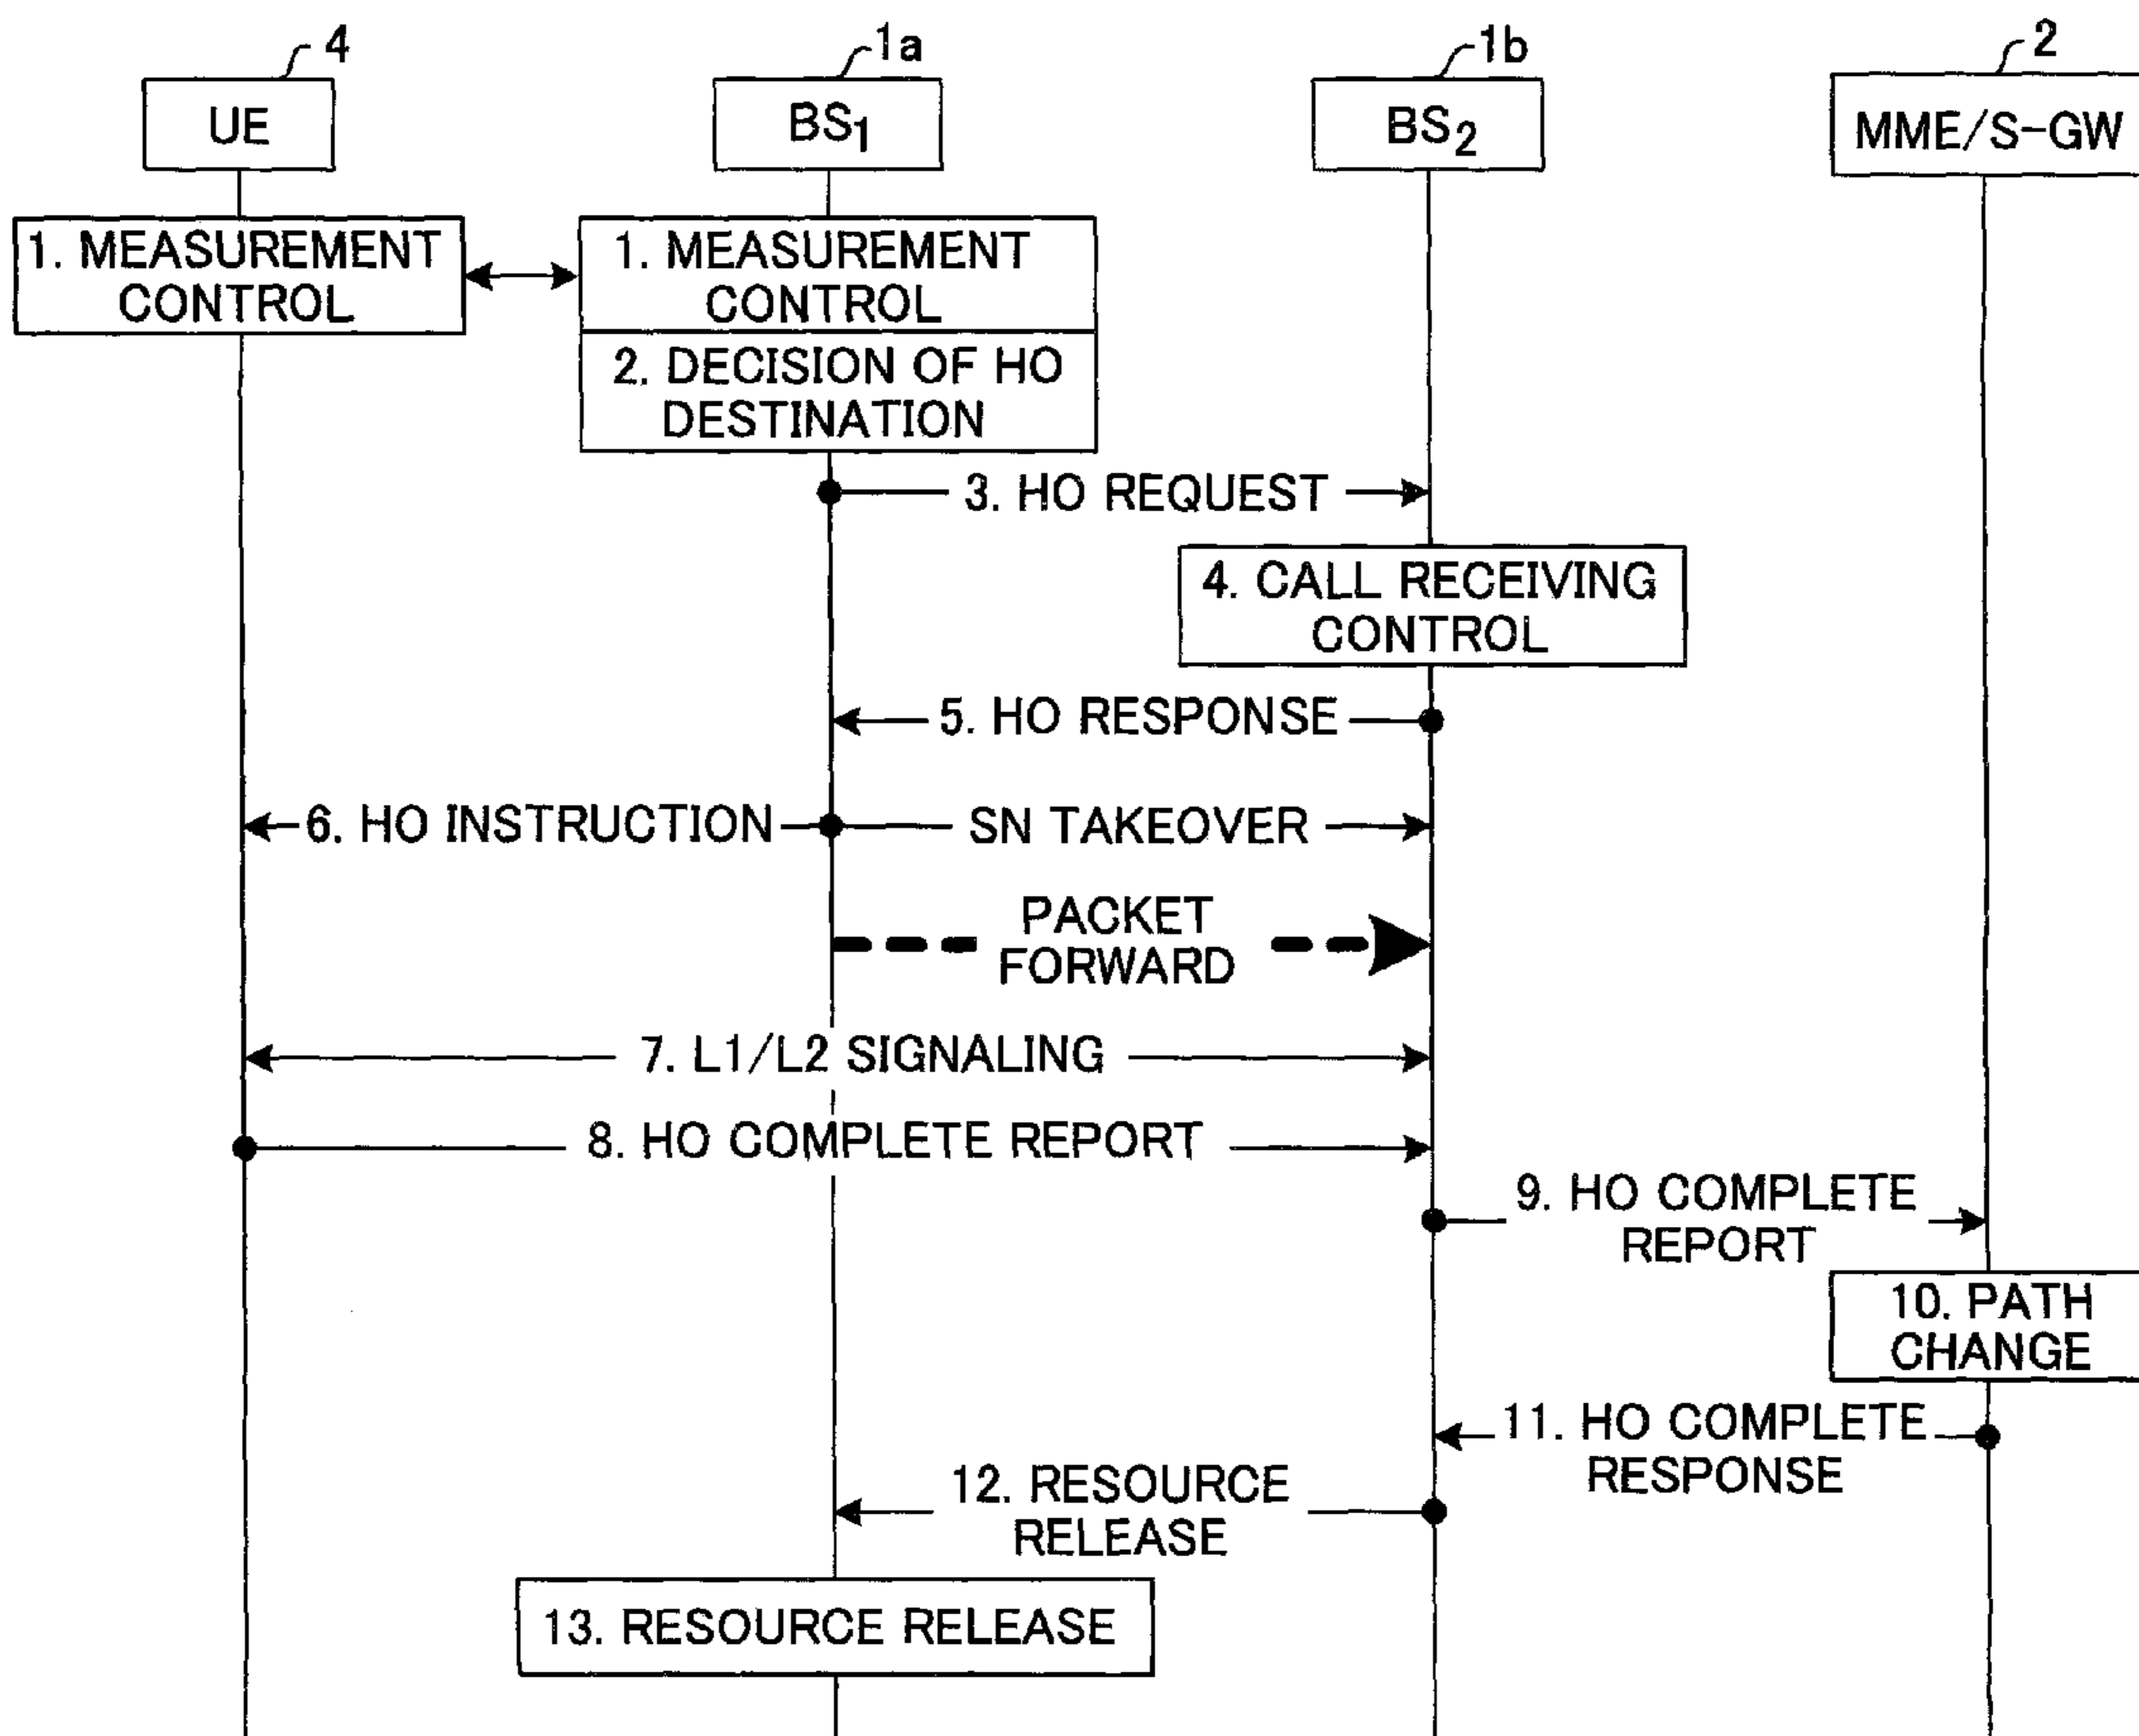 4
1a
1b
2
UE
BS1
BS2
MME/S-GW
1. MEASUREMENT
CONTROL
1. MEASUREMENT
CONTROL
2. DECISION OF HO
DESTINATION
3. HO REQUEST
4. CALL RECEIVING
CONTROL
5. HO RESPONSE
6. HO INSTRUCTION
SN TAKEOVER
PACKET
FORWARD
7. L1/L2 SIGNALING
8. HO COMPLETE REPORT
9. HO COMPLETE
REPORT
10. PATH
CHANGE
11. HO COMPLETE
RESPONSE
12. RESOURCE
RELEASE
13. RESOURCE RELEASE